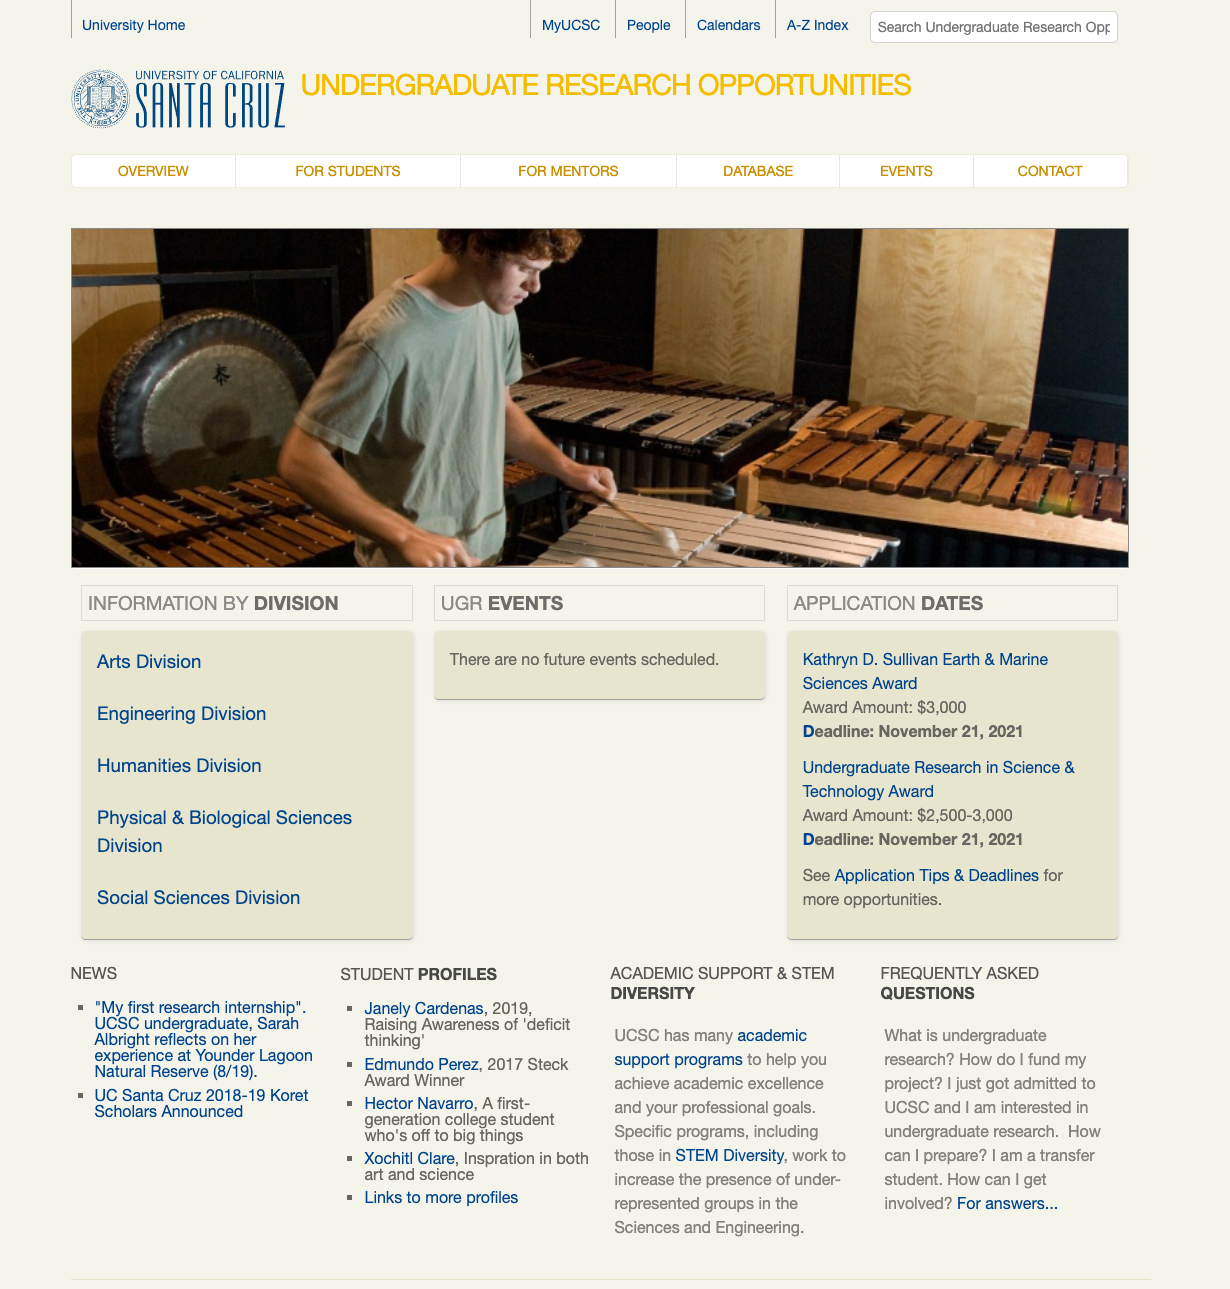 University Home
MyUCSC
People
Calendars
A-Z Index
Search Undergraduate Research Opp
UNIVERSITY OF CALIFORNIA
SANTA CRUZ
UNDERGRADUATE RESEARCH OPPORTUNITIES
OVERVIEW
FOR STUDENTS
FOR MENTORS
DATABASE
EVENTS
CONTACT
INFORMATION BY DIVISION
Arts Division
Engineering Division
Humanities Division
Physical & Biological Sciences
Division
Social Sciences Division
UGR EVENTS
There are no future events scheduled.
APPLICATION DATES
Kathryn D. Sullivan Earth & Marine
Sciences Award
Award Amount: $3,000
Deadline: November 21, 2021
Undergraduate Research in Science &
Technology Award
Award Amount: $2,500-3,000
Deadline: November 21, 2021
See Application Tips & Deadlines for
more opportunities.
NEWS
"My first research internship".
UCSC undergraduate, Sarah
Albright reflects on her
experience at Younder Lagoon
Natural Reserve (8/19).
UC Santa Cruz 2018-19 Koret
Scholars Announced
STUDENT PROFILES
Janely Cardenas, 2019,
Raising Awareness of 'deficit
thinking'
Edmundo Perez, 2017 Steck
Award Winner
Hector Navarro, A first-
generation college student
who's off to big things
Xochitl Clare, Inspration in both
art and science
Links to more profiles
ACADEMIC SUPPORT & STEM
DIVERSITY
UCSC has many academic
support programs to help you
achieve academic excellence
and your professional goals.
Specific programs, including
those in STEM Diversity, work to
increase the presence of under-
represented groups in the
Sciences and Engineering.
FREQUENTLY ASKED
QUESTIONS
What is undergraduate
research? How do I fund my
project? I just got admitted to
UCSC and I am interested in
undergraduate research.  How
can I prepare? I am a transfer
student. How can I get
involved? For answers...